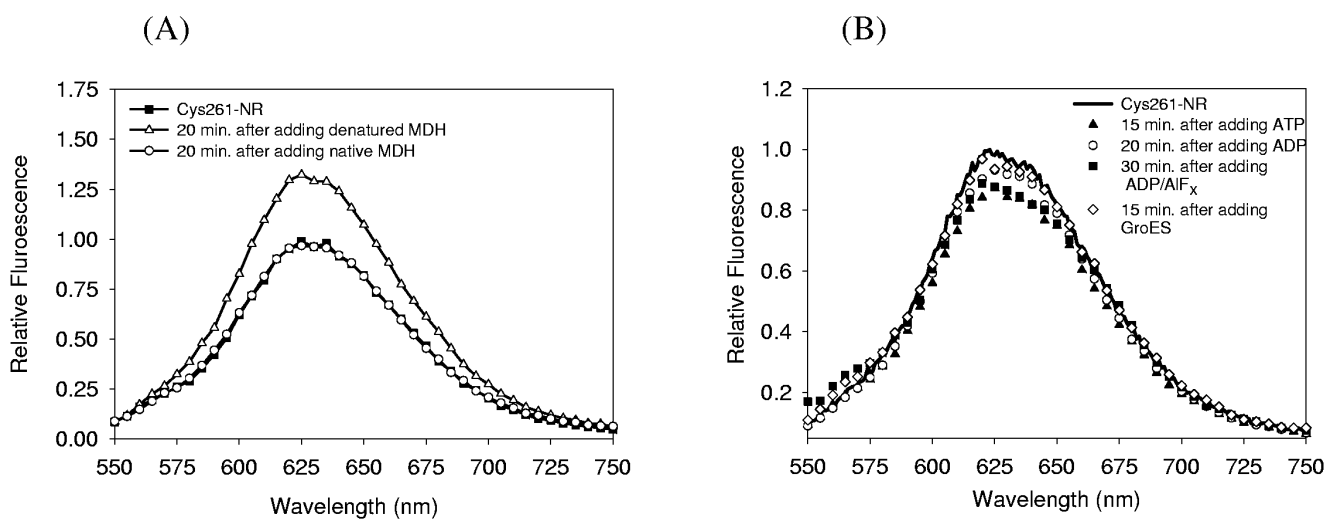 (A)
1.75
1.50
1.25
1.00
0.75
0.50
0.25
0.00
Relative Fluroescence
Cys261-NR
20 min. after adding denatured MDH
20 min. after adding native MDH
550 575 600 625 650 675 700 725 750
Wavelength (nm)
(B)
1.2
1.0
0.8
0.6
0.4
0.2
Relative Fluorescence
Cys261-NR
15 min. after adding ATP
20 min. after adding ADP
30 min. after adding
ADP/AlFx
15 min. after adding
GroES
550 575 600 625 650 675 700 725 750
Wavelength (nm)